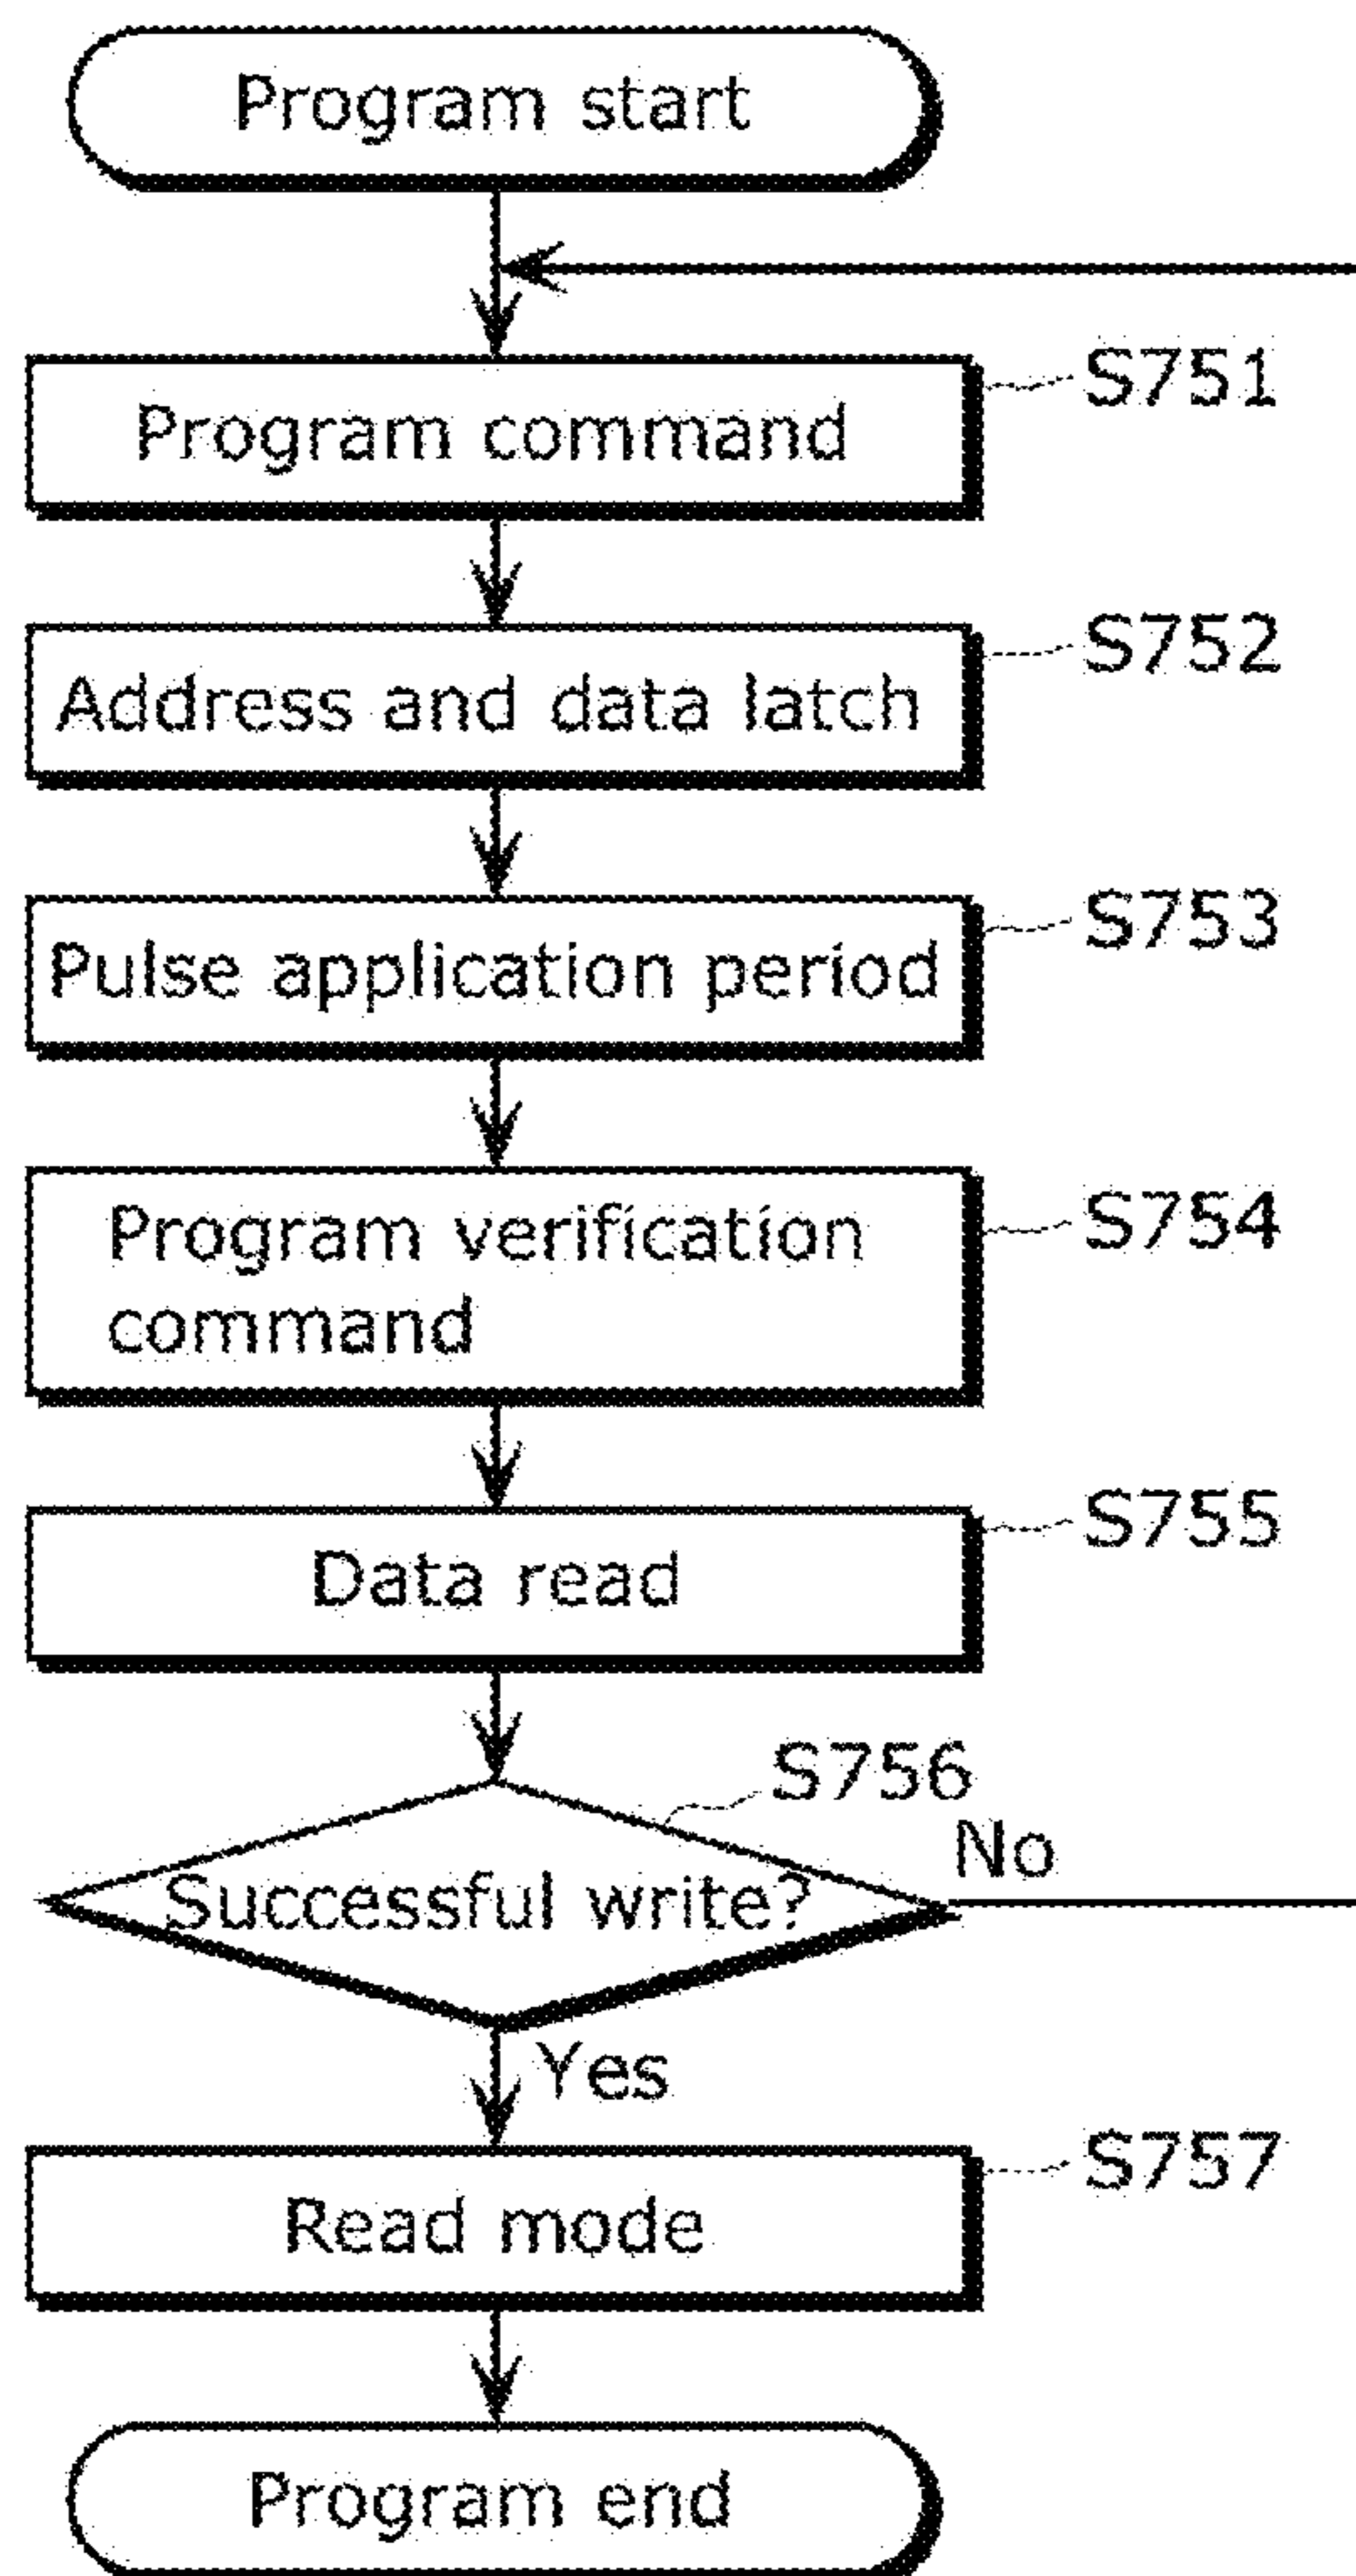 Program start
S751
Program command
S752
Address and data latch
S753
Pulse application period
S754
Program verification
command
S755
Data read
S756
No
Successful write?
Yes
S757
Read mode
Program end